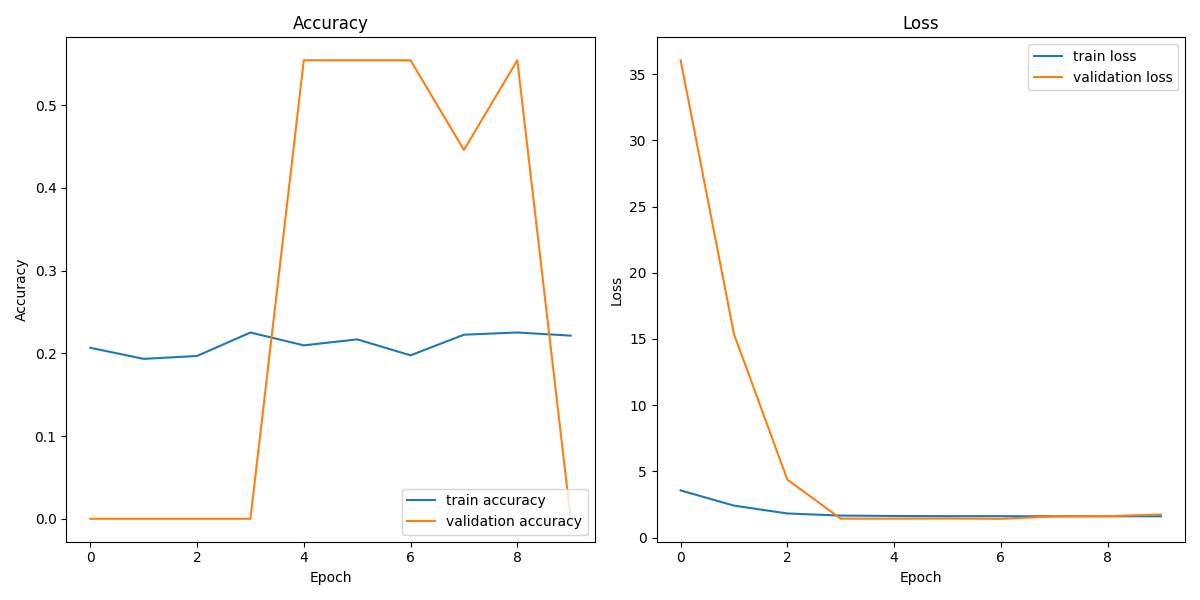 Accuracy
Accuracy
0.5
0.4
0.3
0.2
0.1
0.0
train accuracy
validation accuracy
0 2 4 6 8
Epoch
Loss
Loss
35
30
25
20
15
10
5
0
train loss
validation loss
0 2 4 6 8
Epoch